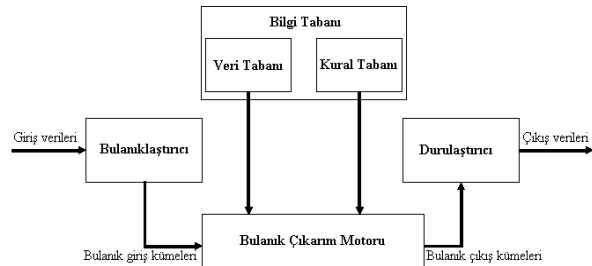 Bilgi Tabanı
Veri Tabanı
Kural Tabanı
Giriş verileri
Bulanıklaştırıcı
Durulaştırıcı
Çıkış verileri
Bulanık Çıkarım Motoru
Bulanık giriş kümeleri
Bulanık çıkış kümeleri